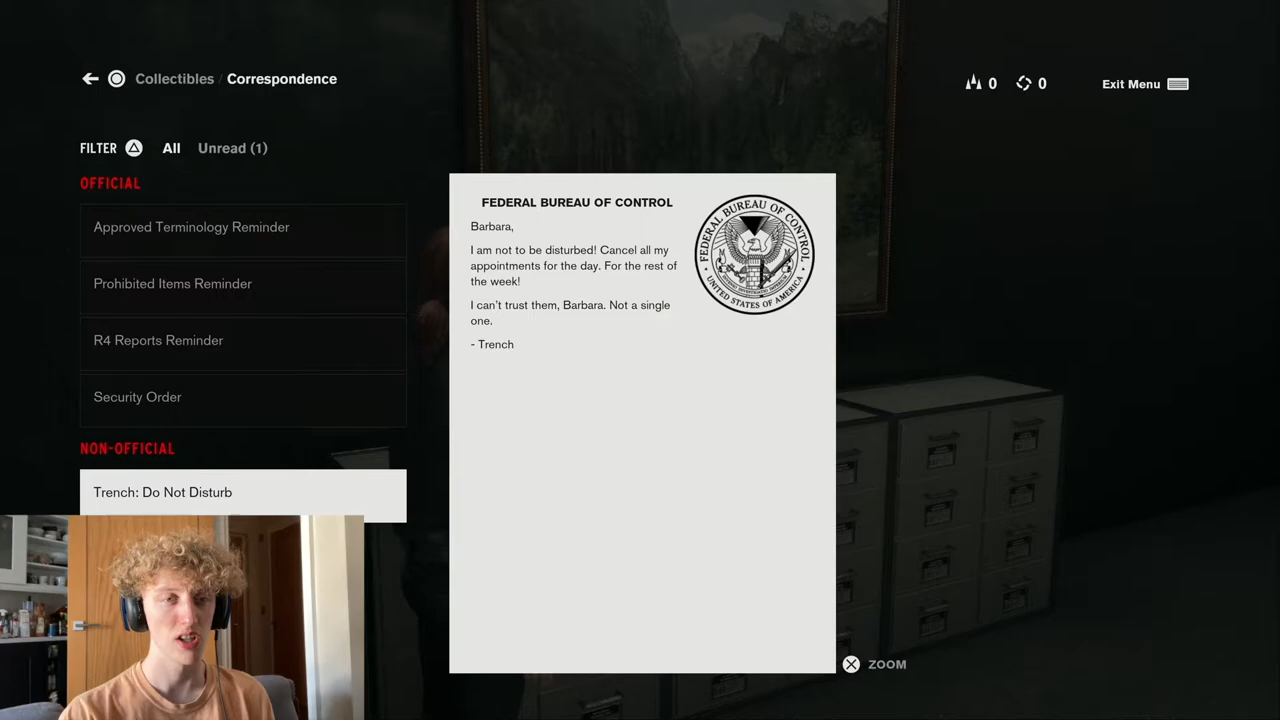 Collectibles / Correspondence
0
0
Exit Menu
FILTER
All
Unread (1)
OFFICIAL
Approved Terminology Reminder
Prohibited Items Reminder
R4 Reports Reminder
Security Order
NON-OFFICIAL
Trench: Do Not Disturb
FEDERAL BUREAU OF CONTROL
Barbara,
I am not to be disturbed! Cancel all my
appointments for the day. For the rest of
the week!
I can't trust them, Barbara. Not a single
one.
- Trench
FEDERAL BUREAU OF CONTROL
UNITED STATES OF AMERICA
ZOOM